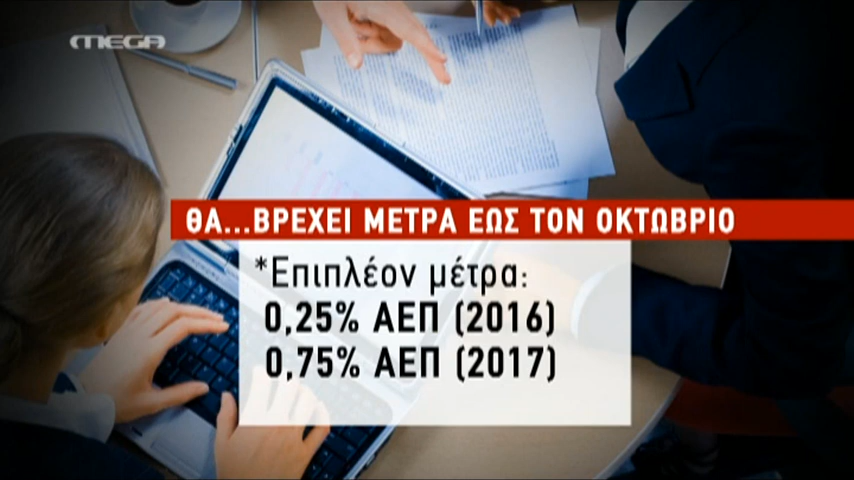 MEGA
ΘΑ...ΒΡΕΧΕΙ ΜΕΤΡΑ ΕΩΣ ΤΟΝ ΟΚΤΩΒΡΙΟ
*Επιπλέον μέτρα:
0,25% ΑΕΠ (2016)
0,75% ΑΕΠ (2017)